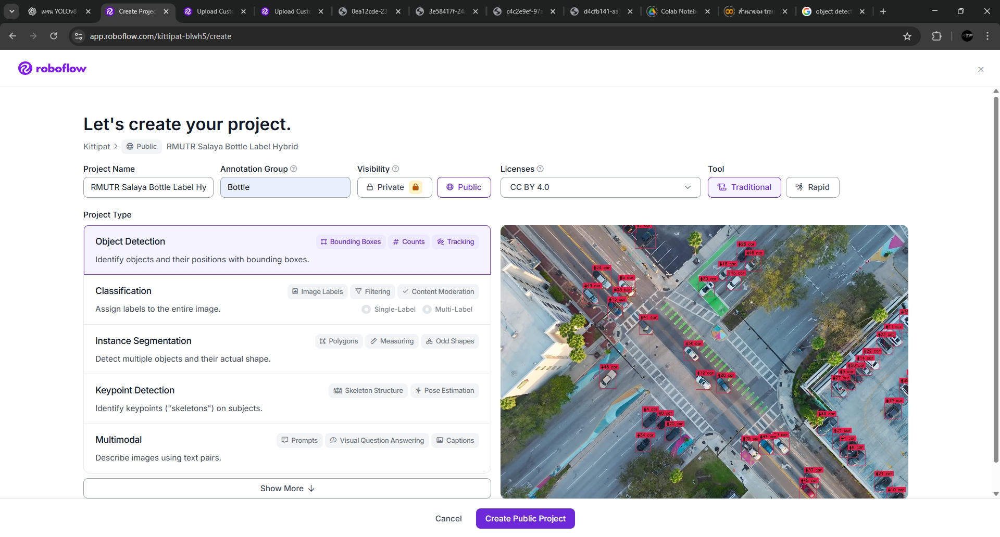 เทรน YOLOv8
Create Projec
Upload Custo
Upload Custo
0ea12cde-23
3e58417f-24
c4c2e9ef-97
d4cfb141-aa
Colab Noteb
สำเนาของ trai
object detect
app.roboflow.com/kittipat-blwh5/create
roboflow
Let's create your project.
Kittipat > Public RMUTR Salaya Bottle Label Hybrid
Project Name
Annotation Group
Visibility
Licenses
Tool
RMUTR Salaya Bottle Label Hy
Bottle
Private
Public
CC BY 4.0
Traditional
Rapid
Project Type
Object Detection
Bounding Boxes
Counts
Tracking
Identify objects and their positions with bounding boxes.
Classification
Image Labels
Filtering
Content Moderation
Assign labels to the entire image.
Single-Label
Multi-Label
Instance Segmentation
Polygons
Measuring
Odd Shapes
Detect multiple objects and their actual shape.
Keypoint Detection
Skeleton Structure
Pose Estimation
Identify keypoints ("skeletons") on subjects.
Multimodal
Prompts
Visual Question Answering
Captions
Describe images using text pairs.
Show More
#26 car
#46 car
#15 car
#16 car
#39 car
#24 car
#5 car
#49 car
#33 car
#13 car
#41 car
#36 car
#48 car
#12 car
#28 car
#11 car
#23 car
#22 car
#14 car
#50 car
#3 car
#27 car
#19 car
#4 car
#8 car
#20 car
#34 car
#40 car
#31 car
#1 car
#6 car
#25 car
#44 car
#37 car
#45 car
#21 car
Cancel
Create Public Project